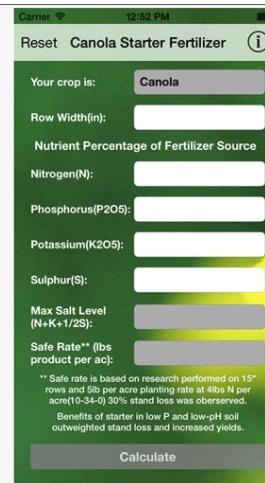 Carrier 12:52 PM
Reset Canola Starter Fertilizer i
Your crop is: Canola
Row Width(in):
Nutrient Percentage of Fertilizer Source
Nitrogen(N):
Phosphorus(P2O5):
Potassium(K2O5):
Sulphur(S):
Max Salt Level
(N+K+1/2S):
Safe Rate** (lbs
product per ac):
** Safe rate is based on research performed on 15"
rows and 5lb per acre planting rate at 4lbs N per
acre(10-34-0) 30% stand loss was oberserved.
Benefits of starter in low P and low-pH soil
outweighted stand loss and increased yields.
Calculate